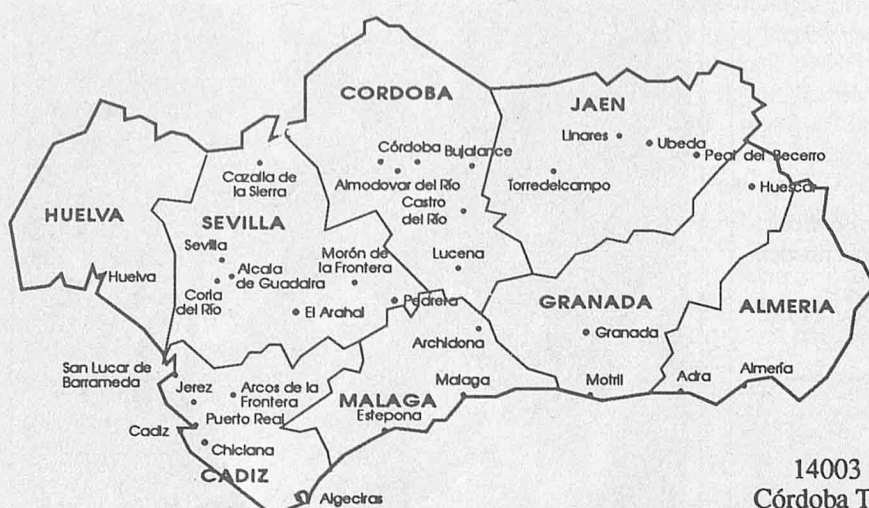 CORDOBA
JAEN
Linares
Ubeda
Córdoba
Bujalance
Peal del Becerro
Cazalla de
la Sierra
Almodovar del Río
Torredelcampo
Huescar
Castro
del Río
HUELVA
SEVILLA
Sevilla
Morón de
la Frontera
Lucena
Huelva
Alcala
de Guadaira
Coria
del Río
Pedrera
GRANADA
ALMERIA
El Arahal
Granada
Archidona
San Lucar de
Barrameda
Jerez
Arcos de la
Frontera
MALAGA
Malaga
Motril
Adra
Almería
Estepona
Puerto Real
Cadiz
Chiclana
CADIZ
Algeciras
14003
Córdoba